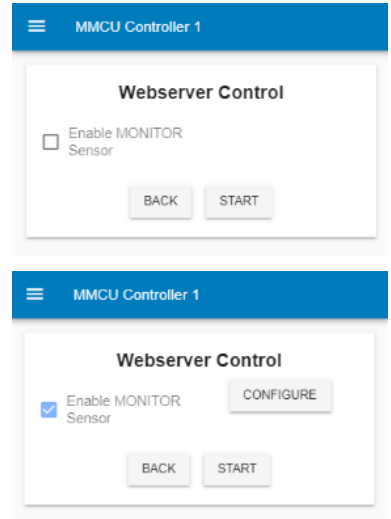 MMCU Controller 1
Webserver Control
Enable MONITOR
Sensor
BACK START
MMCU Controller 1
Webserver Control
Enable MONITOR CONFIGURE
Sensor
BACK START